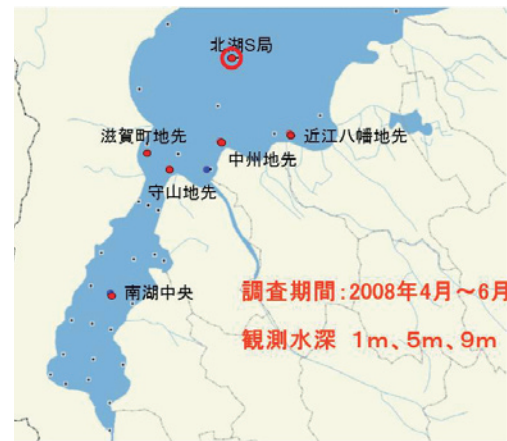 北湖S局
滋賀町地先
近江八幡地先
中州地先
守山地先
南湖中央
調査期間:2008年4月～6月
観測水深 1m、5m、9m